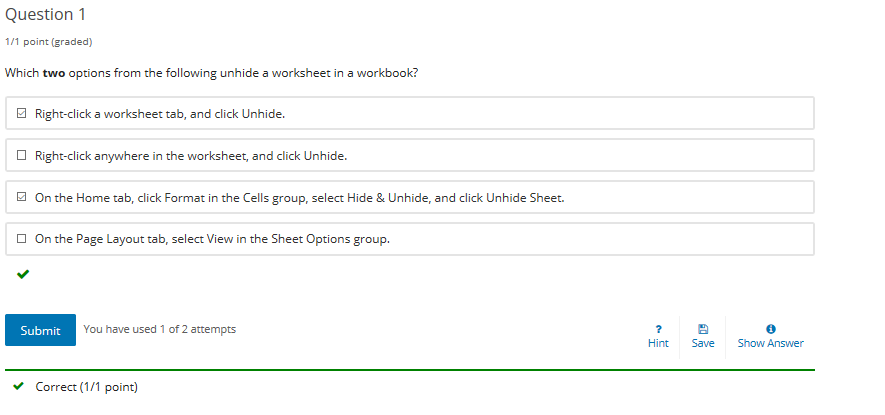 Question 1
1/1 point (graded)
Which two options from the following unhide a worksheet in a workbook?
Right-click a worksheet tab, and click Unhide.
Right-click anywhere in the worksheet, and click Unhide.
On the Home tab, click Format in the Cells group, select Hide & Unhide, and click Unhide Sheet.
On the Page Layout tab, select View in the Sheet Options group.
Submit You have used 1 of 2 attempts
? Hint Save Show Answer
Correct (1/1 point)